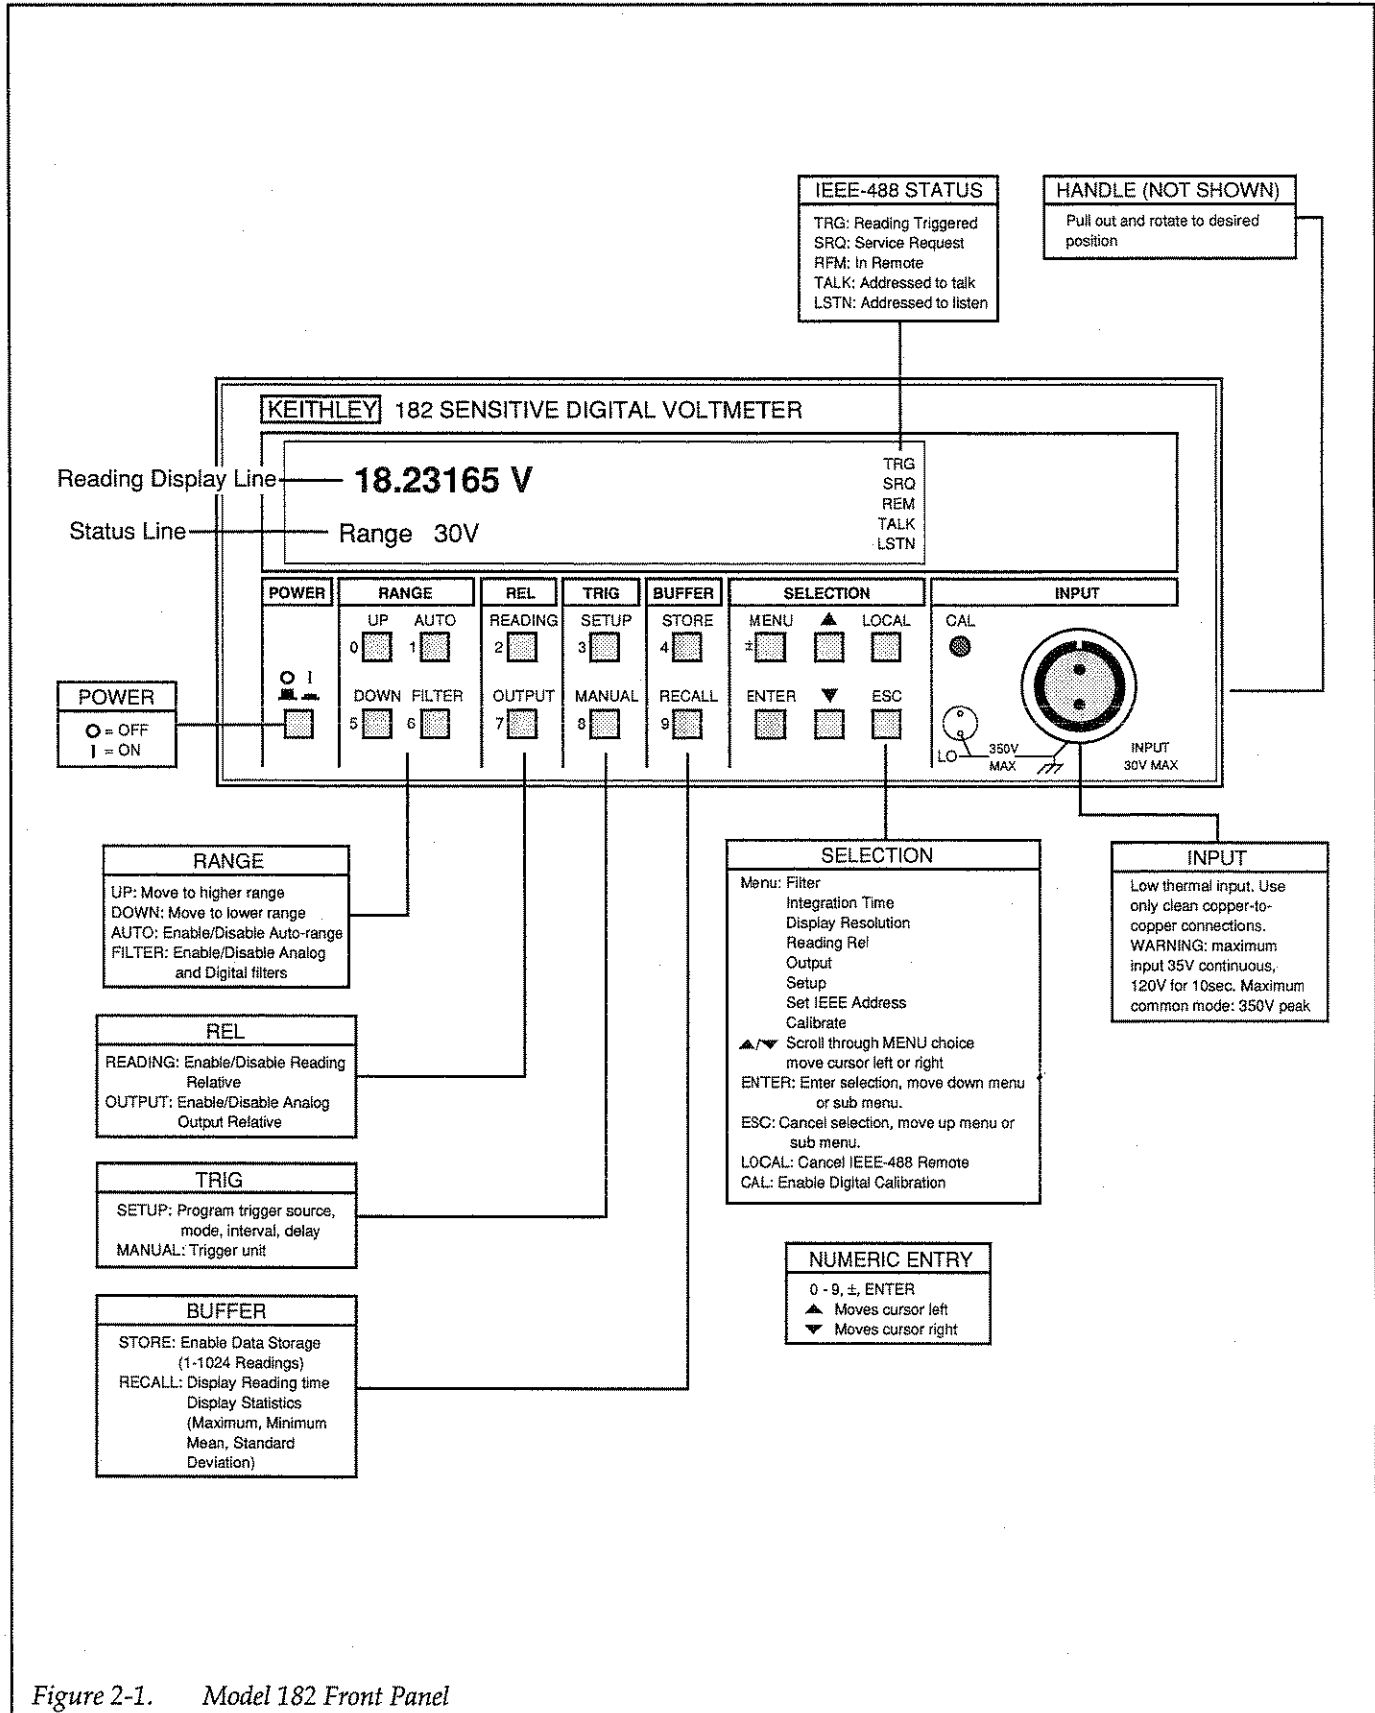 IEEE-488 STATUS
TRG: Reading Triggered
SRQ: Service Request
RFM: In Remote
TALK: Addressed to talk
LSTN: Addressed to listen
HANDLE (NOT SHOWN)
Pull out and rotate to desired
position
KEITHLEY 182 SENSITIVE DIGITAL VOLTMETER
Reading Display Line
18.23165 V
Status Line
Range 30V
TRG
SRQ
REM
TALK
LSTN
POWER RANGE REL TRIG BUFFER SELECTION INPUT
UP AUTO READING SETUP STORE MENU ▲ LOCAL CAL
0 1 2 3 4 ±
O I
DOWN FILTER OUTPUT MANUAL RECALL ENTER ▼ ESC
5 6 7 8 9
LO 350V
MAX
INPUT
30V MAX
POWER
O = OFF
I = ON
RANGE
UP: Move to higher range
DOWN: Move to lower range
AUTO: Enable/Disable Auto-range
FILTER: Enable/Disable Analog
and Digital filters
REL
READING: Enable/Disable Reading
Relative
OUTPUT: Enable/Disable Analog
Output Relative
TRIG
SETUP: Program trigger source,
mode, interval, delay
MANUAL: Trigger unit
BUFFER
STORE: Enable Data Storage
(1-1024 Readings)
RECALL: Display Reading time
Display Statistics
(Maximum, Minimum
Mean, Standard
Deviation)
SELECTION
Menu: Filter
Integration Time
Display Resolution
Reading Rel
Output
Setup
Set IEEE Address
Calibrate
▲/▼ Scroll through MENU choice
move cursor left or right
ENTER: Enter selection, move down menu
or sub menu.
ESC: Cancel selection, move up menu or
sub menu.
LOCAL: Cancel IEEE-488 Remote
CAL: Enable Digital Calibration
INPUT
Low thermal input. Use
only clean copper-to-
copper connections.
WARNING: maximum
input 35V continuous,
120V for 10sec. Maximum
common mode: 350V peak
NUMERIC ENTRY
0 - 9, ±, ENTER
▲ Moves cursor left
▼ Moves cursor right
Figure 2-1. Model 182 Front Panel